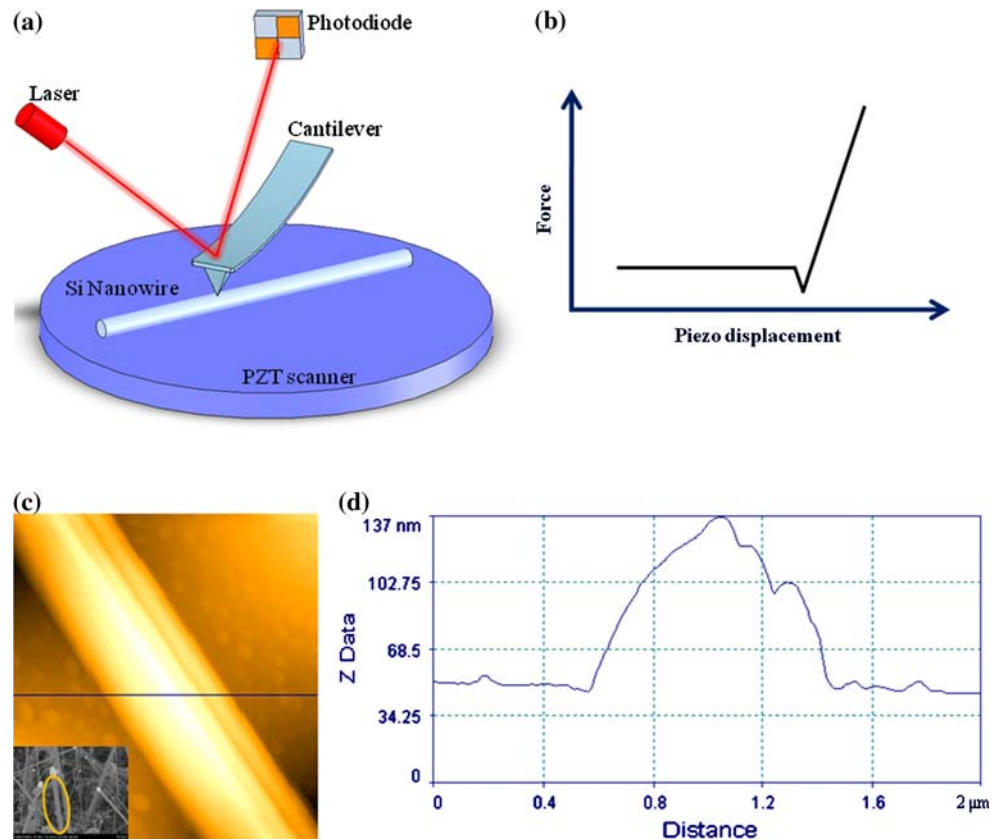 (a)
Photodiode
Laser
Cantilever
Si Nanowire
PZT scanner
(b)
Force
Piezo displacement
(c)
(d)
137 nm
102.75
68.5
34.25
0
Z Data
0 0.4 0.8 1.2 1.6 2 μm
Distance